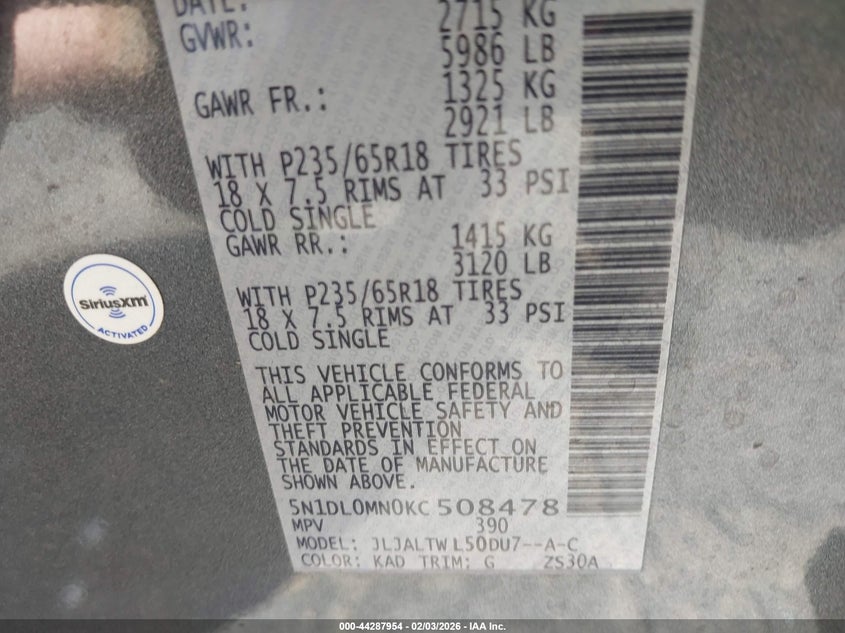 DATE:
GVWR:
2715 KG
5986 LB
GAWR FR.:
1325 KG
2921 LB
WITH P235/65R18 TIRES
18 X 7.5 RIMS AT 33 PSI
COLD SINGLE
GAWR RR.:
1415 KG
3120 LB
WITH P235/65R18 TIRES
18 X 7.5 RIMS AT 33 PSI
COLD SINGLE
THIS VEHICLE CONFORMS TO
ALL APPLICABLE FEDERAL
MOTOR VEHICLE SAFETY AND
THEFT PREVENTION
STANDARDS IN EFFECT ON
THE DATE OF MANUFACTURE
SHOWN ABOVE.
5N1DL0MN0KC508478
MPV 390
MODEL: JLJALTWL50DU7--A-C
COLOR: KAD TRIM: G ZS30A
SiriusXM
ACTIVATED
000-44287954 - 02/03/2026 - IAA Inc.